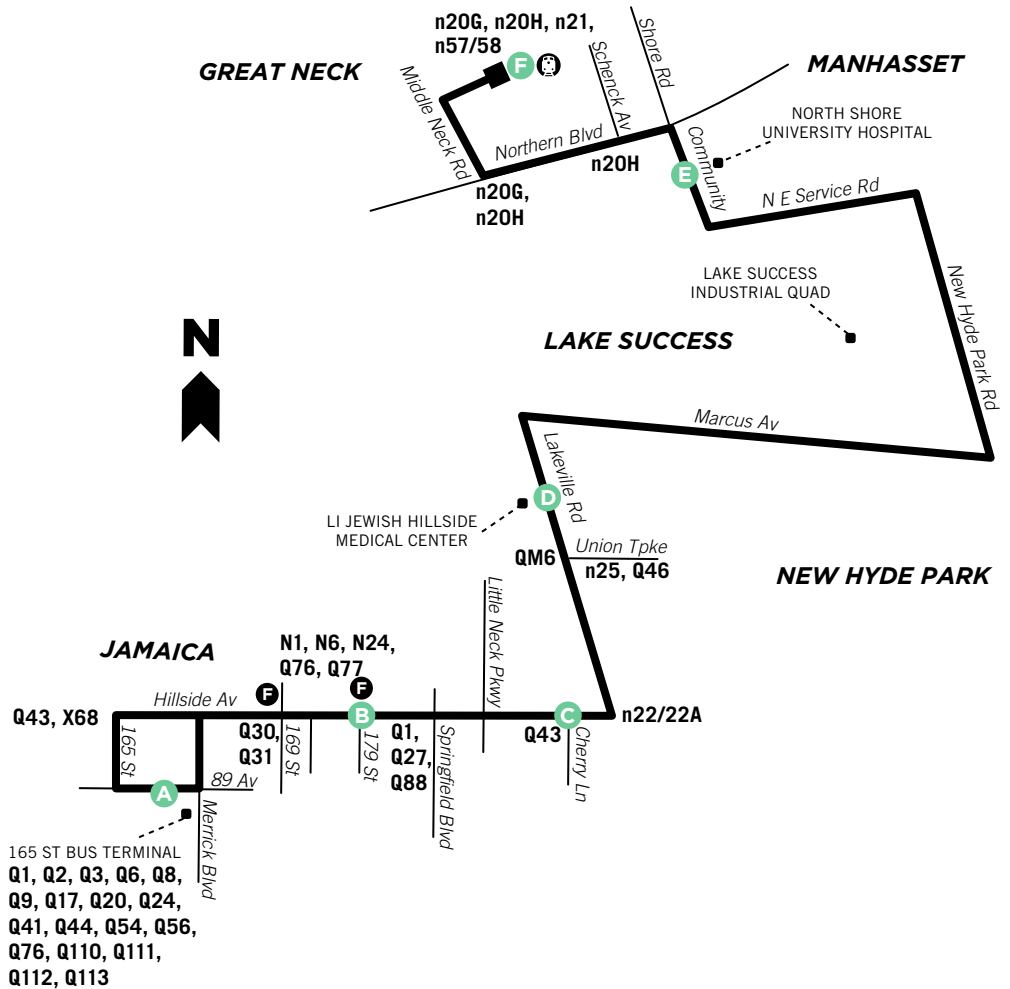 n20G, n20H, n21,
n57/58
F
GREAT NECK
Middle Neck Rd
Schenck Av
Shore Rd
MANHASSET
NORTH SHORE
UNIVERSITY HOSPITAL
Northern Blvd
n20H
Community
E
n20G,
n20H
N E Service Rd
LAKE SUCCESS
INDUSTRIAL QUAD
New Hyde Park Rd
N
LAKE SUCCESS
Marcus Av
Lakeville Rd
D
LI JEWISH HILLSIDE
MEDICAL CENTER
Union Tpke
QM6
n25, Q46
NEW HYDE PARK
Little Neck Pkwy
JAMAICA
N1, N6, N24,
Q76, Q77
Hillside Av
F
F
Q43, X68
B
C
n22/22A
165 St
Q30,
Q31
169 St
179 St
Q1,
Q27,
Q88
Springfield Blvd
Q43
Cherry Ln
89 Av
A
Merrick Blvd
165 ST BUS TERMINAL
Q1, Q2, Q3, Q6, Q8,
Q9, Q17, Q20, Q24,
Q41, Q44, Q54, Q56,
Q76, Q110, Q111,
Q112, Q113